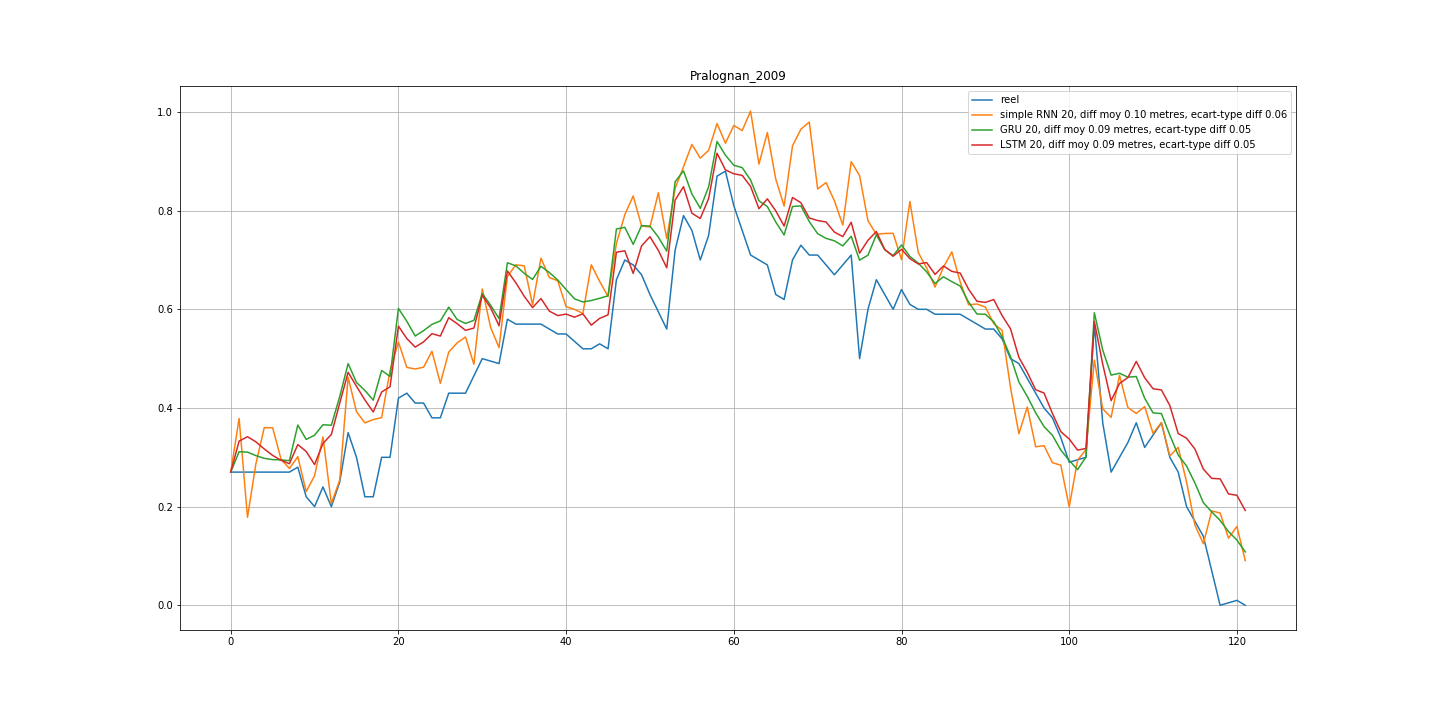 Pralognan_2009
reel
simple RNN 20, diff moy 0.10 metres, ecart-type diff 0.06
GRU 20, diff moy 0.09 metres, ecart-type diff 0.05
LSTM 20, diff moy 0.09 metres, ecart-type diff 0.05
1.0
0.8
0.6
0.4
0.2
0.0
0 20 40 60 80 100 120